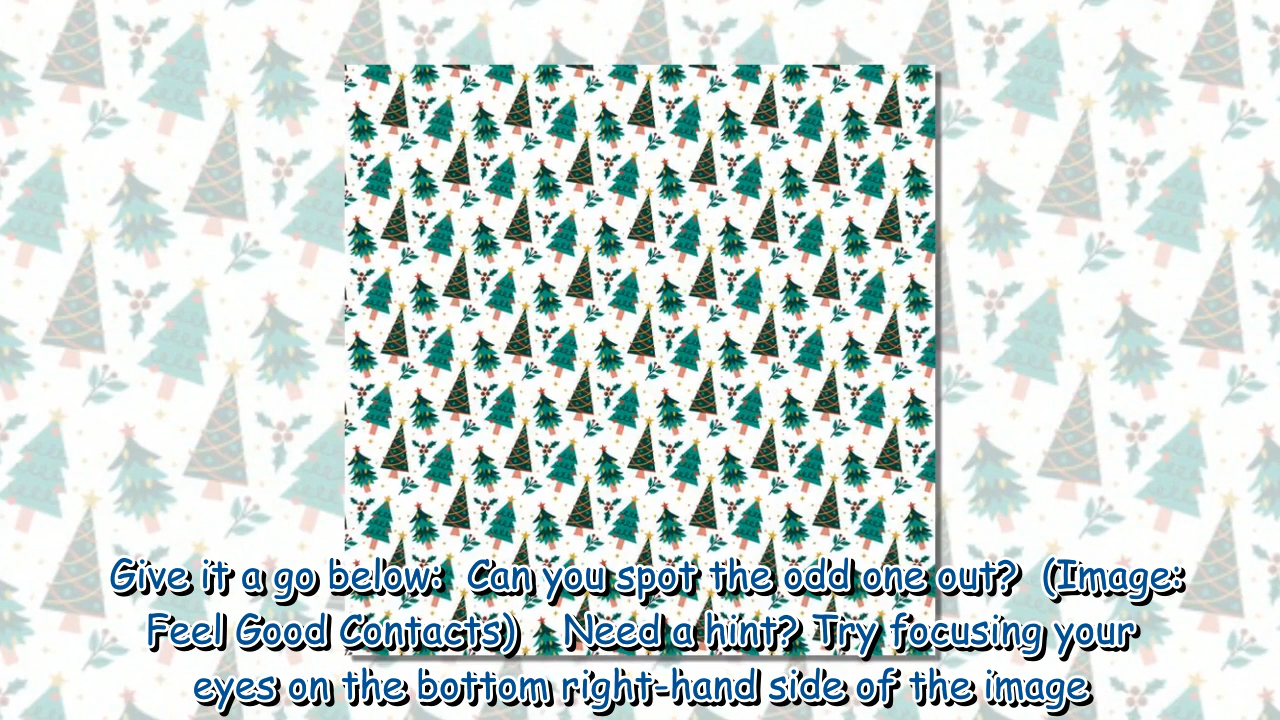 Give it a go below: Can you spot the odd one out? (Image:
Feel Good Contacts) Need a hint? Try focusing your
eyes on the bottom right-hand side of the image